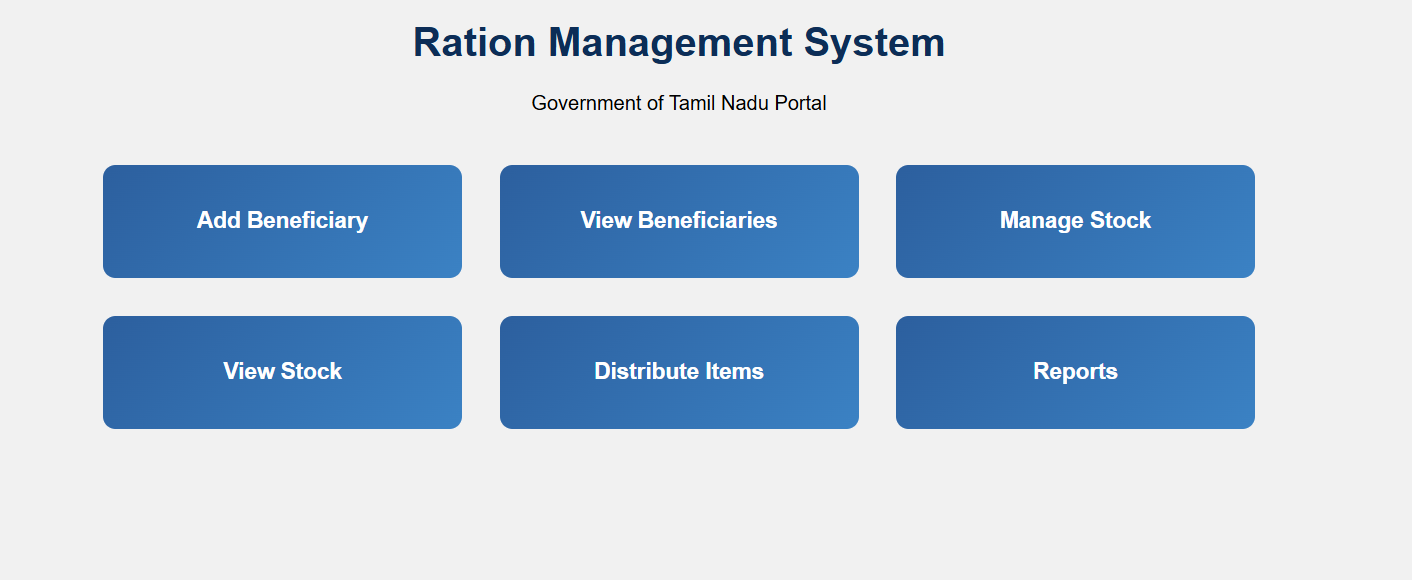 Ration Management System
Government of Tamil Nadu Portal
Add Beneficiary
View Beneficiaries
Manage Stock
View Stock
Distribute Items
Reports